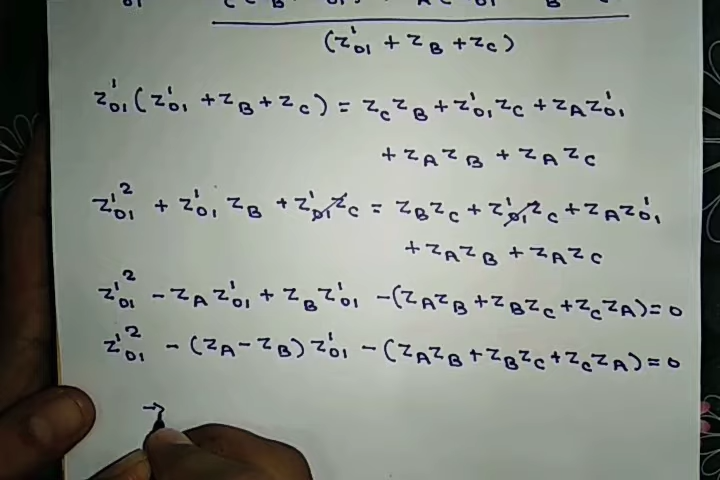 (z'01 + zB + zC)
z'01 (z'01 + zB + zC) = zC zB + z'01 zC + zA z'01
+ zA zB + zA zC
z'01² + z'01 zB + z'01 zC = zB zC + z'01 zC + zA z'01
+ zA zB + zA zC
z'01² - zA z'01 + zB z'01 - (zA zB + zB zC + zC zA) = 0
z'01² - (zA - zB) z'01 - (zA zB + zB zC + zC zA) = 0